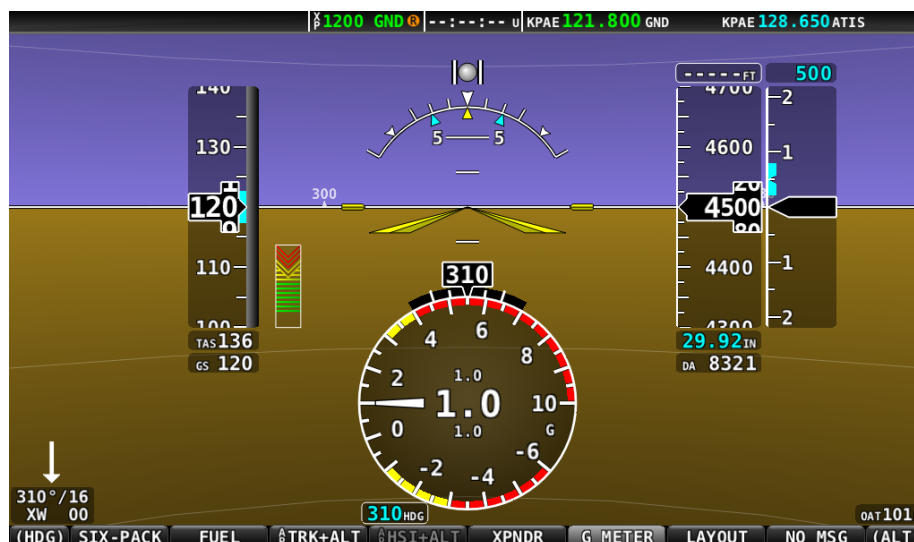 XP 1200 GND R --:--:-- U KPAE 121.800 GND KPAE 128.650 ATIS
-----FT 500
140 4700 2
5 5
130 4600 1
300
120 4500
110 4400 1
310
100 4300 2
TAS 136 29.92 IN
GS 120 DA 8321
4 6
8
2 1.0
1.0 10
0 1.0 G
-2 -4 -6
310°/16
XW 00
310 HDG OAT 101
(HDG) SIX-PACK FUEL AP TRK+ALT AP HSI+ALT XPNDR G METER LAYOUT NO MSG (ALT